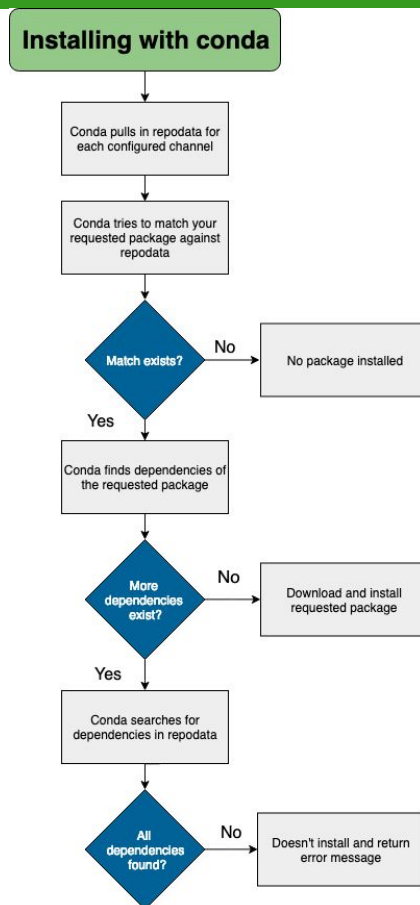 Installing with conda
Conda pulls in repodata for
each configured channel
Conda tries to match your
requested package against
repodata
Match exists?
No
No package installed
Yes
Conda finds dependencies of
the requested package
More
dependencies
exist?
No
Download and install
requested package
Yes
Conda searches for
dependencies in repodata
All
dependencies
found?
No
Doesn't install and return
error message